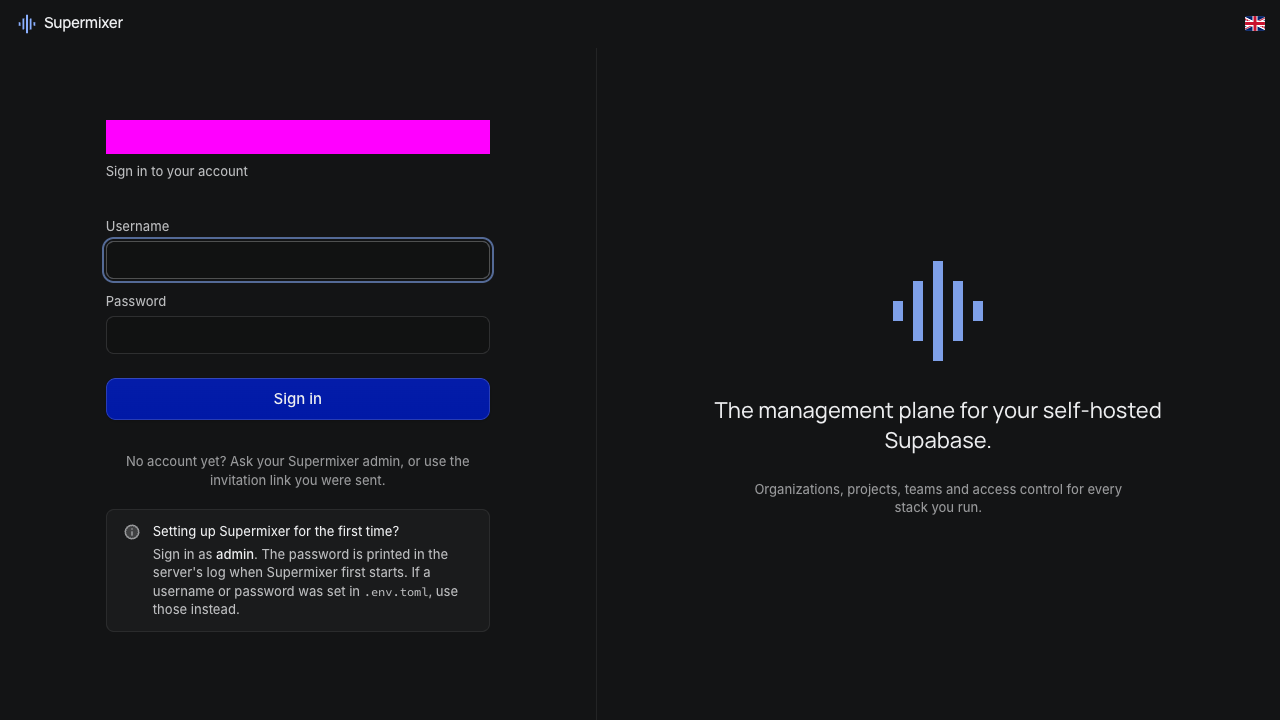 Supermixer
Sign in to your account
Username
Password
Sign in
No account yet? Ask your Supermixer admin, or use the
invitation link you were sent.
Setting up Supermixer for the first time?
Sign in as admin. The password is printed in the
server's log when Supermixer first starts. If a
username or password was set in .env.toml, use
those instead.
The management plane for your self-hosted
Supabase.
Organizations, projects, teams and access control for every
stack you run.